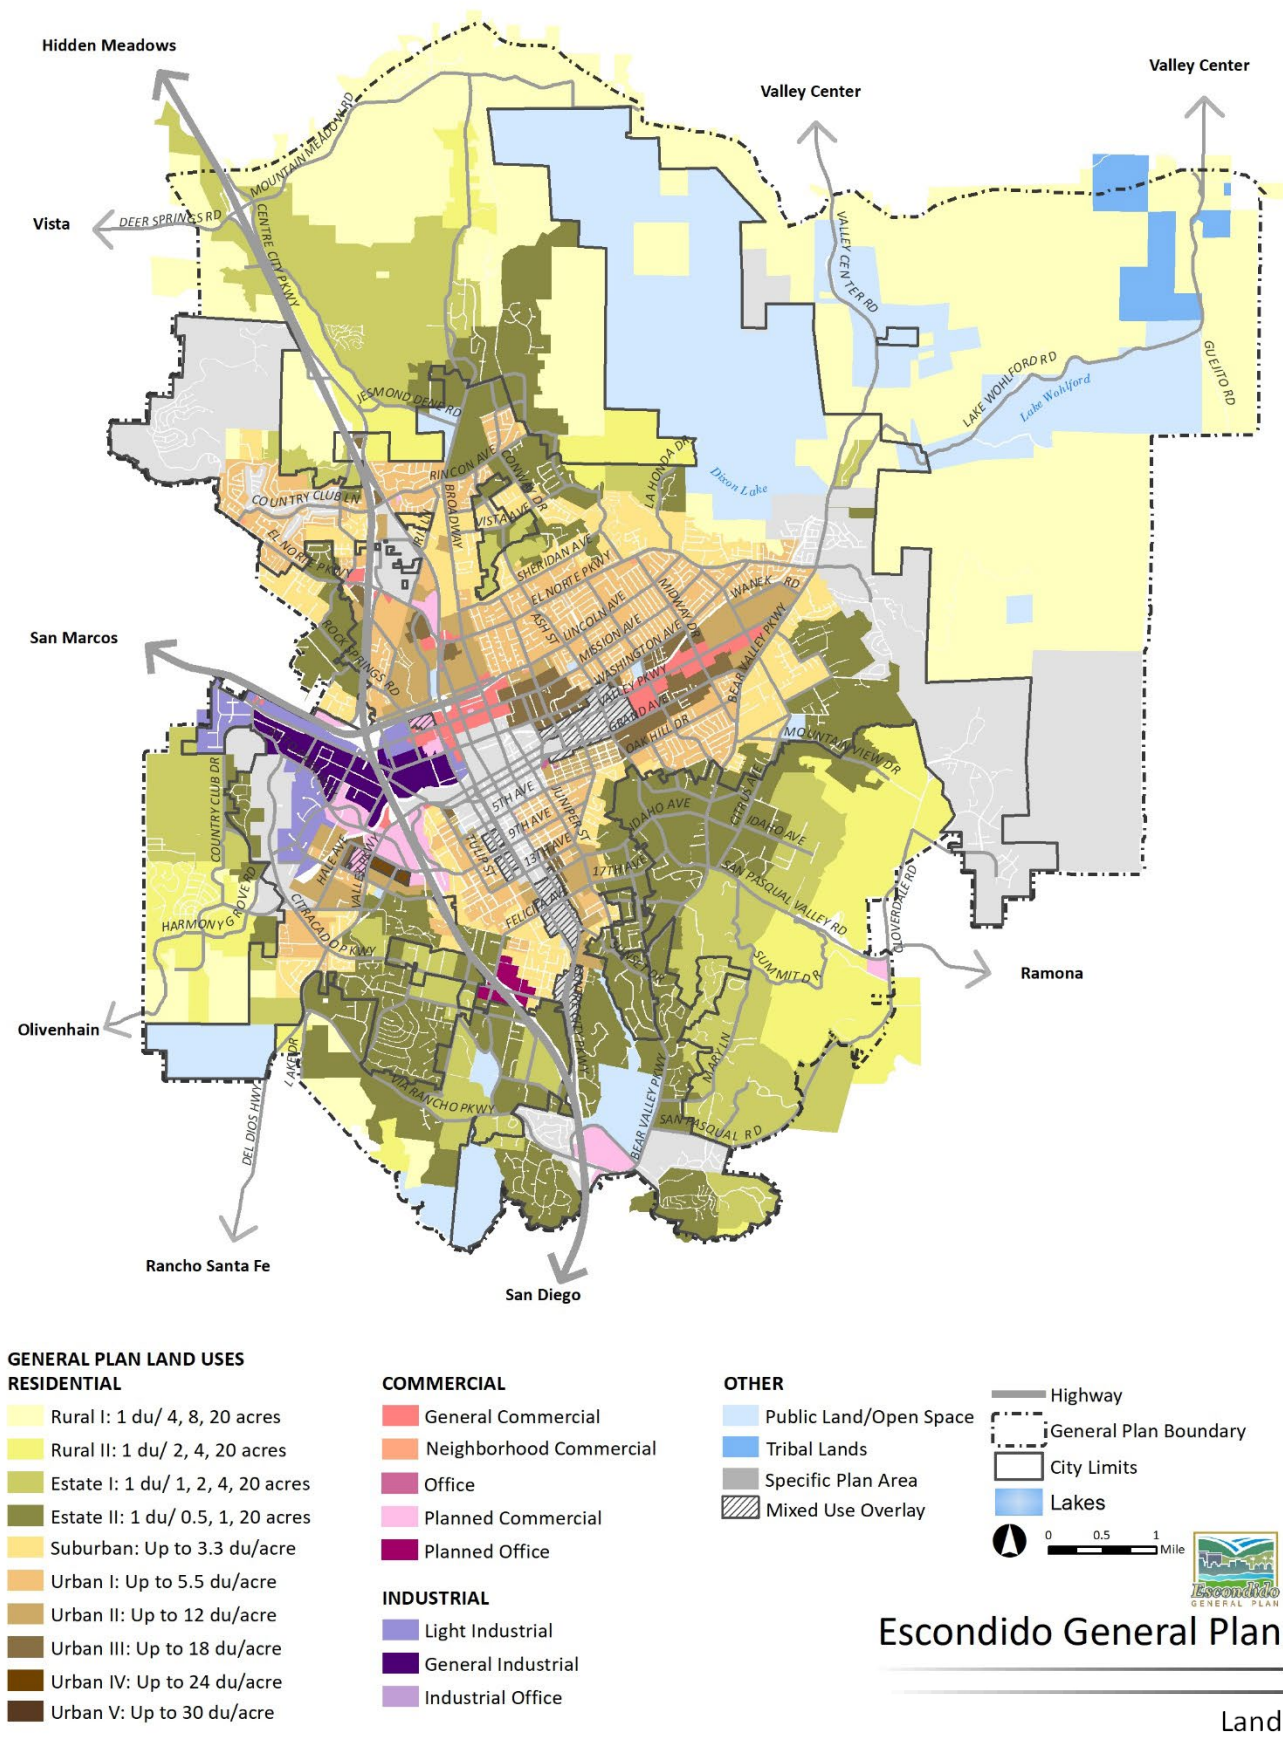 Hidden Meadows
Valley Center
Valley Center
MOUNTAIN MEADOW RD
Vista
DEER SPRINGS RD
CENTRE CITY PKWY
VALLEY CENTER RD
GUEJITO RD
LAKE WOHLFORD RD
Lake Wohlford
JESMOND DENE RD
LA HONDA DR
Dixon Lake
RINCON AVE
CONWAY DR
COUNTRY CLUB LN
BROADWAY
VISTA AVE
EL NORTE PKWY
SHERIDAN AVE
EL NORTE PKWY
MIDWAY DR
WANEK RD
LINCOLN AVE
ASH ST
MISSION AVE
San Marcos
ROCK SPRINGS RD
WASHINGTON AVE
BEAR VALLEY PKWY
VALLEY PKWY
GRAND AVE
OAK HILL DR
MOUNTAIN VIEW DR
COUNTRY CLUB DR
5TH AVE
JUNIPER ST
IDAHO AVE
CITRUS AVE
IDAHO AVE
9TH AVE
HALE AVE
VALLEY PKWY
TULIP ST
13TH AVE
17TH AVE
SAN PASQUAL VALLEY RD
CLOVERDALE RD
HARMONY GROVE RD
CITRACADO PKWY
FELICITA AVE
SUMMIT DR
Ramona
Olivenhain
LAKE DR
MARY LN
VIA RANCHO PKWY
DEL DIOS HWY
BEAR VALLEY PKWY
SAN PASQUAL RD
Rancho Santa Fe
San Diego
GENERAL PLAN LAND USES
RESIDENTIAL
Rural I: 1 du/ 4, 8, 20 acres
Rural II: 1 du/ 2, 4, 20 acres
Estate I: 1 du/ 1, 2, 4, 20 acres
Estate II: 1 du/ 0.5, 1, 20 acres
Suburban: Up to 3.3 du/acre
Urban I: Up to 5.5 du/acre
Urban II: Up to 12 du/acre
Urban III: Up to 18 du/acre
Urban IV: Up to 24 du/acre
Urban V: Up to 30 du/acre
COMMERCIAL
General Commercial
Neighborhood Commercial
Office
Planned Commercial
Planned Office
INDUSTRIAL
Light Industrial
General Industrial
Industrial Office
OTHER
Public Land/Open Space
Tribal Lands
Specific Plan Area
Mixed Use Overlay
Highway
General Plan Boundary
City Limits
Lakes
0 0.5 1
Mile
Escondido
GENERAL PLAN
Escondido General Plan
Land